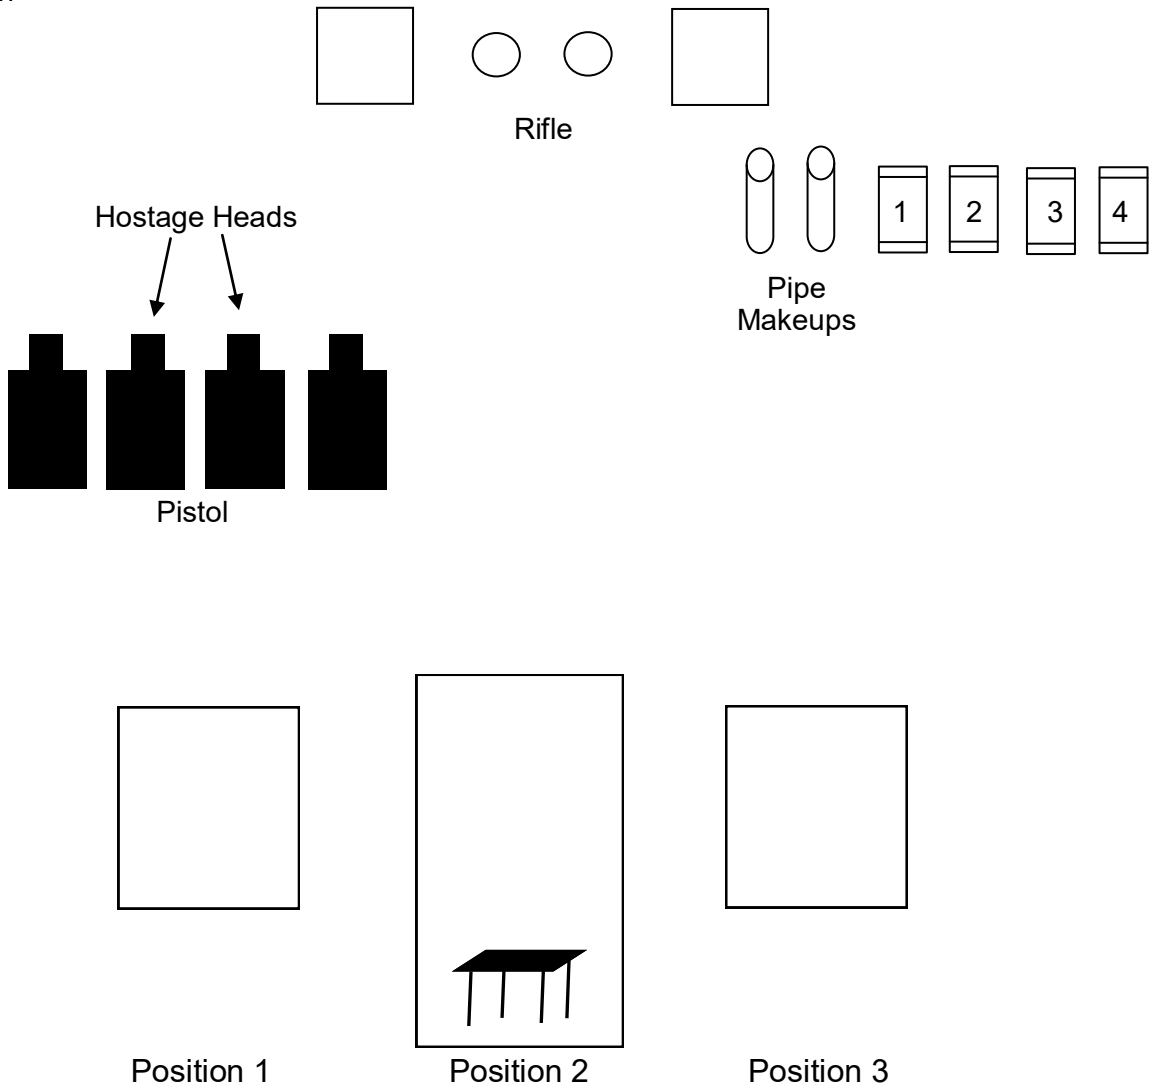 Rifle
Hostage Heads
1 2 3 4
Pipe
Makeups
Pistol
Position 1 Position 2 Position 3